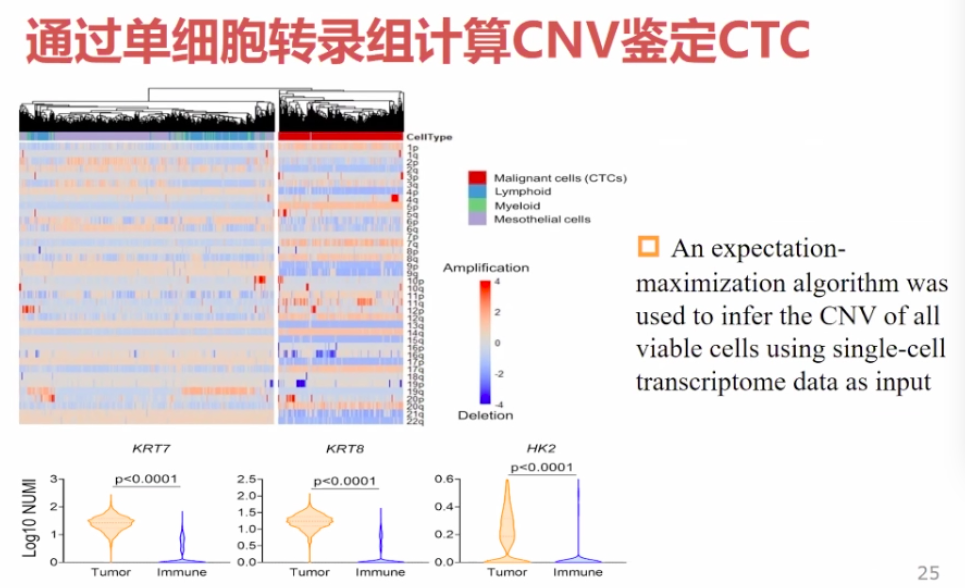 通过单细胞转录组计算CNV鉴定CTC
CellType
1p
1q
2p
2q
3p
3q
4p
4q
5p
5q
6p
6q
7p
7q
8p
8q
9p
9q
10p
10q
11p
11q
12p
12q
13q
14q
15q
16p
16q
17p
17q
18q
19p
19q
20p
20q
21q
22q
Malignant cells (CTCs)
Lymphoid
Myeloid
Mesothelial cells
Amplification
4
2
0
-2
-4
Deletion
An expectation-
maximization algorithm was
used to infer the CNV of all
viable cells using single-cell
transcriptome data as input
KRT7
p<0.0001
Log10 NUMI
3
2
1
0
Tumor Immune
KRT8
p<0.0001
2.5
2.0
1.5
1.0
0.5
0.0
Tumor Immune
HK2
p<0.0001
0.6
0.4
0.2
0.0
Tumor Immune
25